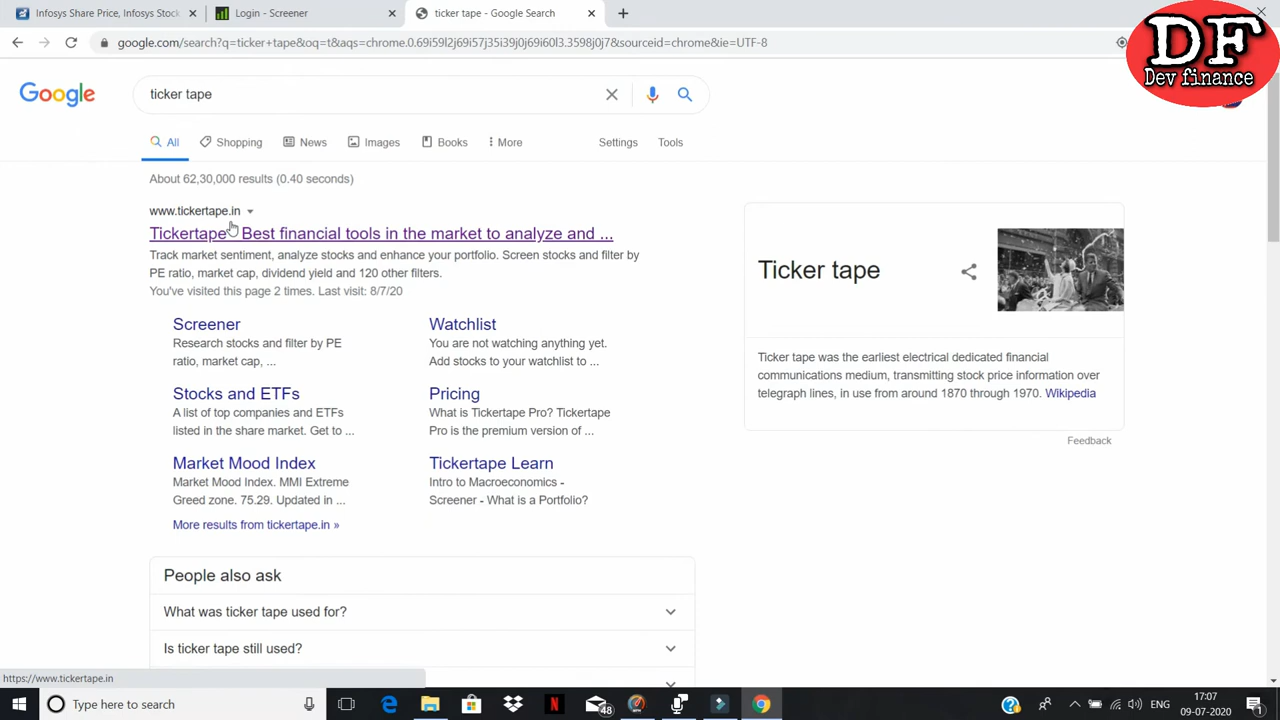 Infosys Share Price, Infosys Stock
Login - Screener
ticker tape - Google Search
google.com/search?q=ticker+tape&oq=t&aqs=chrome.0.69i59l2j69i57j35i39j0j69i60l3.3598j0j7&sourceid=chrome&ie=UTF-8
DF
Dev finance
Google
ticker tape
All
Shopping
News
Images
Books
More
Settings
Tools
About 62,30,000 results (0.40 seconds)
www.tickertape.in
Tickertape - Best financial tools in the market to analyze and ...
Track market sentiment, analyze stocks and enhance your portfolio. Screen stocks and filter by
PE ratio, market cap, dividend yield and 120 other filters.
You've visited this page 2 times. Last visit: 8/7/20
Screener
Research stocks and filter by PE
ratio, market cap, ...
Watchlist
You are not watching anything yet.
Add stocks to your watchlist to ...
Stocks and ETFs
A list of top companies and ETFs
listed in the share market. Get to ...
Pricing
What is Tickertape Pro? Tickertape
Pro is the premium version of ...
Market Mood Index
Market Mood Index. MMI Extreme
Greed zone. 75.29. Updated in ...
Tickertape Learn
Intro to Macroeconomics -
Screener - What is a Portfolio?
More results from tickertape.in »
Ticker tape
Ticker tape was the earliest electrical dedicated financial
communications medium, transmitting stock price information over
telegraph lines, in use from around 1870 through 1970. Wikipedia
Feedback
People also ask
What was ticker tape used for?
Is ticker tape still used?
https://www.tickertape.in
Type here to search
48
ENG
17:07
09-07-2020
1